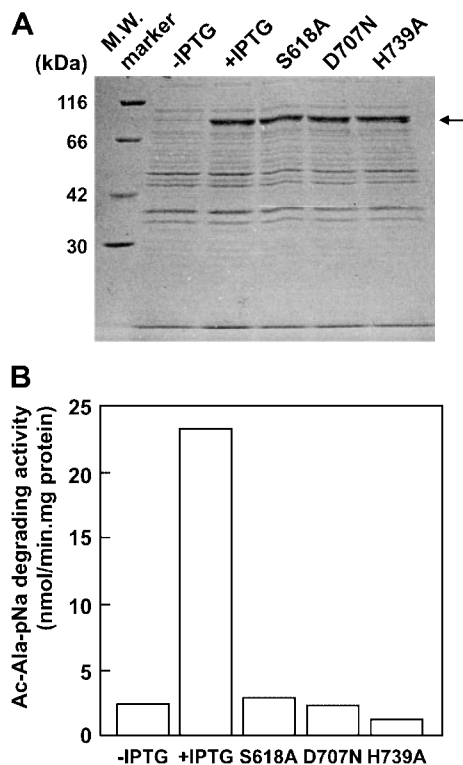 A
M.W.
marker
-IPTG
+IPTG
S618A
D707N
H739A
(kDa)
116
66
42
30
B
Ac-Ala-pNa degrading activity
(nmol/min.mg protein)
25
20
15
10
5
0
-IPTG +IPTG S618A D707N H739A